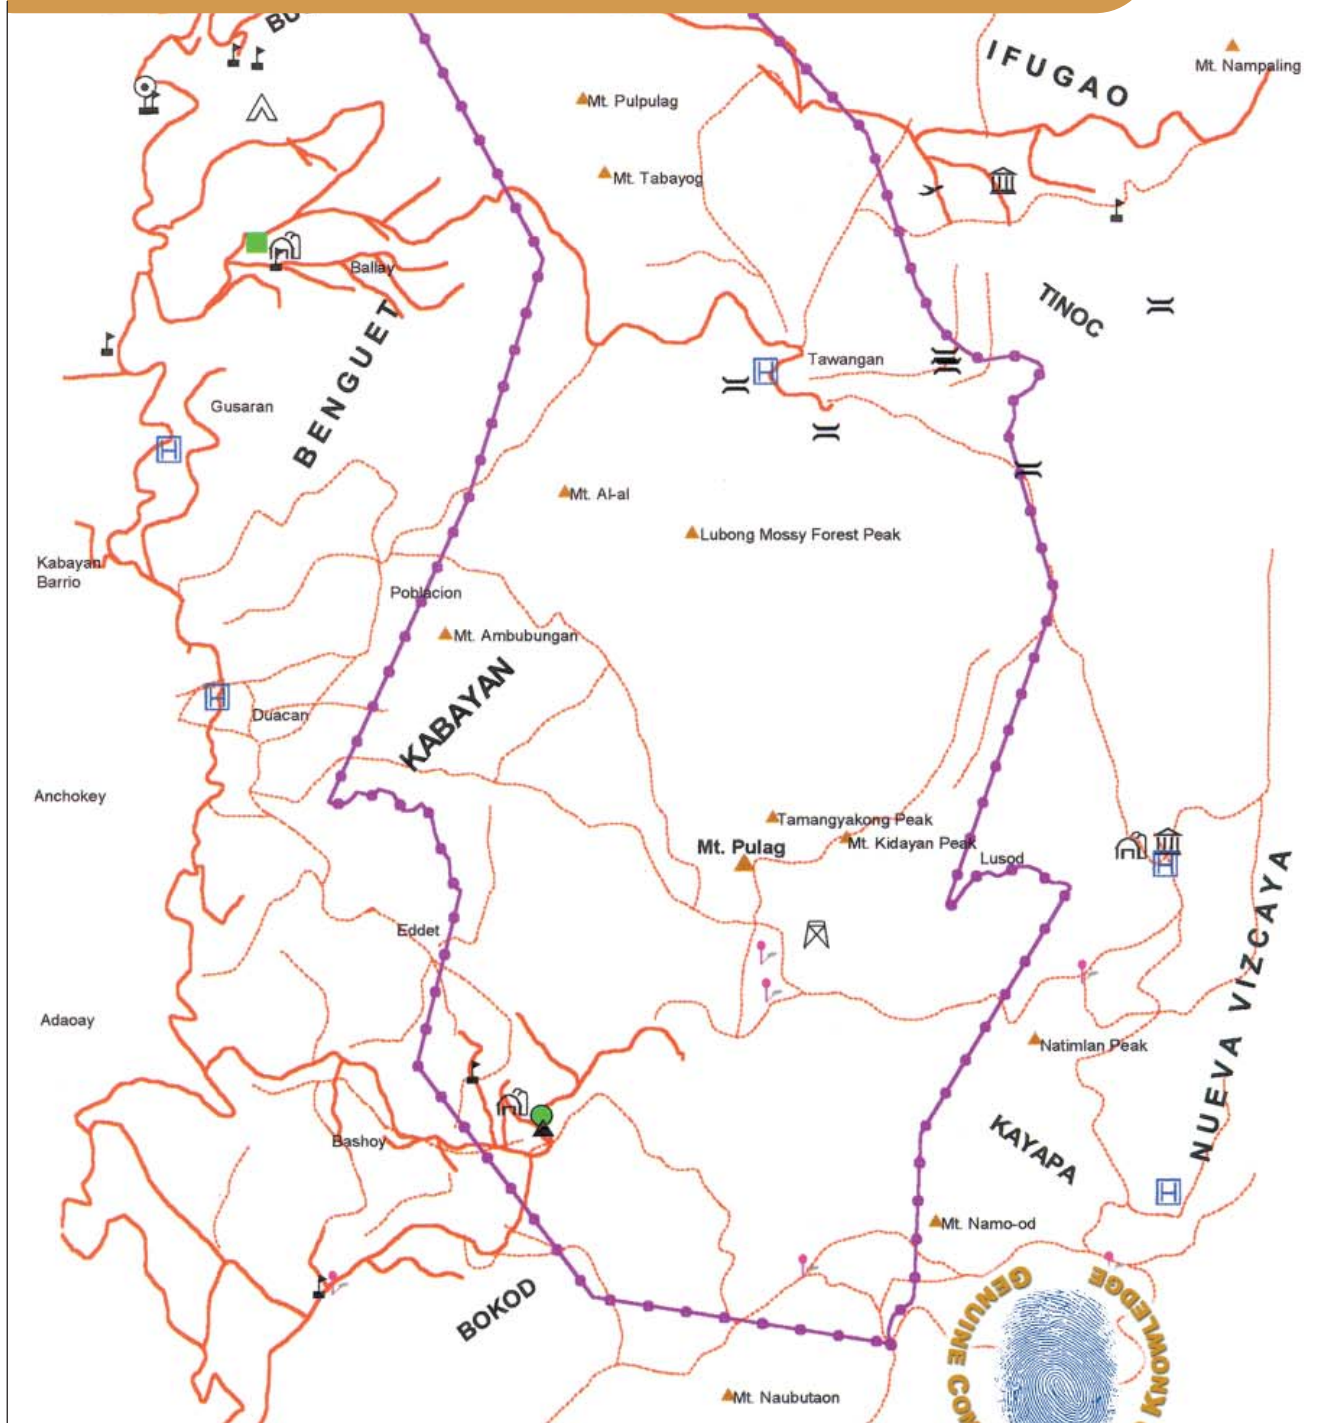 BU
IFUGAO
Mt. Nampaling
Mt. Pulpulag
Mt. Tabayog
Ballay
TINOC
BENGUET
Tawangan
Gusaran
Mt. Al-al
Lubong Mossy Forest Peak
Kabayan
Barrio
Poblacion
Mt. Ambubungan
KABAYAN
Duacan
Anchokey
Tamangyakong Peak
Mt. Kidayan Peak
Mt. Pulag
Lusod
NUEVA VIZCAYA
Eddet
Adaoay
Natimlan Peak
Bashoy
KAYAPA
Mt. Namo-od
BOKOD
GENUINE
KNOWLEDGE
Mt. Naubutaon